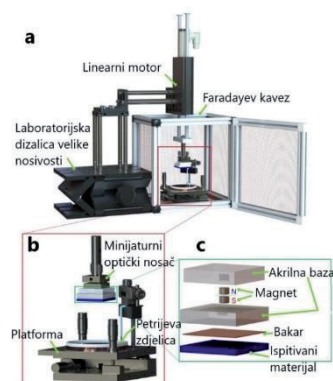 a
Linearni motor
Faradayev kavez
Laboratorijska
dizalica velike
nosivosti
b
Minijaturni
optički nosač
Petrijeva
zdjelica
Platforma
c
Akrilna baza
N
Magnet
S
Bakar
Ispitivani
materijal